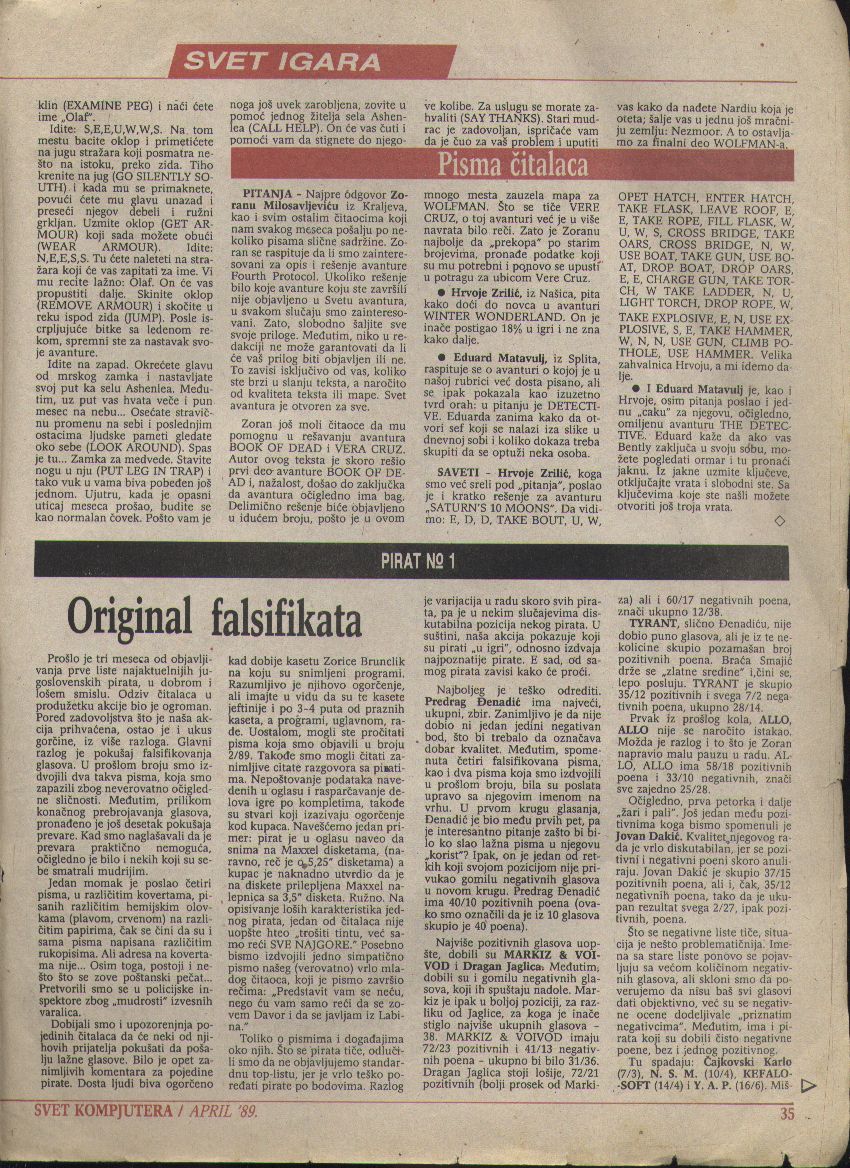 SVET IGARA
klin (EXAMINE PEG) i naći ćete
ime „Olaf".
Idite: S,E,E,U,W,W,S. Na tom
mestu bacite oklop i primetićete
na jugu stražara koji posmatra ne-
što na istoku, preko zida. Tiho
krenite na jug (GO SILENTLY SO-
UTH) i kada mu se primaknete,
povući ćete mu glavu unazad i
preseći njegov debeli i ružni
grkljan. Uzmite oklop (GET AR-
MOUR) koji sada možete obući
(WEAR ARMOUR). Idite:
N,E,E,S,S. Tu ćete naleteti na stra-
žara koji će vas zapitati za ime. Vi
mu recite lažno: Olaf. On će vas
propustiti dalje. Skinite oklop
(REMOVE ARMOUR) i skočite u
reku ispod zida (JUMP). Posle is-
crpljujuće bitke sa ledenom re-
kom, spremni ste za nastavak svo-
je avanture.
Idite na zapad. Okrećete glavu
od mrskog zamka i nastavljate
svoj put ka selu Ashenlea. Među-
tim, uz put vas hvata veče i pun
mesec na nebu... Osećate stravič-
nu promenu na sebi i poslednjim
ostacima ljudske pameti gledate
oko sebe (LOOK AROUND). Spas
je tu... Zamka za medvede. Stavite
nogu u nju (PUT LEG IN TRAP) i
tako vuk u vama biva pobeđen još
jednom. Ujutru, kada je opasni
uticaj meseca prošao, budite se
kao normalan čovek. Pošto vam je
noga još uvek zarobljena, zovite u
pomoć jednog žitelja sela Ashen-
lea (CALL HELP). On će vas čuti i
pomoći vam da stignete do njego-
ve kolibe. Za uslugu se morate za-
hvaliti (SAY THANKS). Stari mud-
rac je zadovoljan, ispričaće vam
da je čuo za vaš problem i uputiti
vas kako da nađete Nardiu koja je
oteta; šalje vas u jednu još mračni-
ju zemlju: Nezmoor. A to ostavlja-
mo za finalni deo WOLFMAN-a.
Pisma čitalaca
PITANJA – Najpre odgovor Zo-
ranu Milosavljeviću iz Kraljeva,
kao i svim ostalim čitaocima koji
nam svakog meseca pošalju po ne-
koliko pisama slične sadržine. Zo-
ran se raspituje da li smo zaintere-
sovani za opis i rešenje avanture
Fourth Protocol. Ukoliko rešenje
bilo koje avanture koju ste završili
nije objavljeno u Svetu avantura,
u svakom slučaju smo zaintereso-
vani. Zato, slobodno šaljite sve
svoje priloge. Međutim, niko u re-
dakciji ne može garantovati da li
će vaš prilog biti objavljen ili ne.
To zavisi isključivo od vas, koliko
ste brzi u slanju teksta, a naročito
od kvaliteta teksta ili mape. Svet
avantura je otvoren za sve.
Zoran još moli čitaoce da mu
pomognu u rešavanju avantura
BOOK OF DEAD i VERA CRUZ.
Autor ovog teksta je skoro rešio
prvi deo avanture BOOK OF DE-
AD i, nažalost, došao do zaključka
da avantura očigledno ima bag.
Delimično rešenje biće objavljeno
u idućem broju, pošto je u ovom
mnogo mesta zauzela mapa za
WOLFMAN. Što se tiče VERE
CRUZ, o toj avanturi već je u više
navrata bilo reči. Zato je Zoranu
najbolje da „prekopa" po starim
brojevima, pronađe podatke koji
su mu potrebni i ponovo se upusti
u potragu za ubicom Vere Cruz.
● Hrvoje Zrilić, iz Našica, pita
kako doći do novca u avanturi
WINTER WONDERLAND. On je
inače postigao 18% u igri i ne zna
kako dalje.
● Eduard Matavulj, iz Splita,
raspituje se o avanturi o kojoj je u
našoj rubrici već dosta pisano, ali
se ipak pokazala kao izuzetno
tvrd orah: u pitanju je DETECTI-
VE. Eduarda zanima kako da ot-
vori sef koji se nalazi iza slike u
dnevnoj sobi i koliko dokaza treba
skupiti da se optuži neka osoba.
SAVETI – Hrvoje Zrilić, koga
smo već sreli pod „pitanja", poslao
je i kratko rešenje za avanturu
„SATURN'S 10 MOONS". Da vidi-
mo: E, D, D, TAKE BOUT, U, W,
OPET HATCH, ENTER HATCH,
TAKE FLASK, LEAVE ROOF, E,
E, TAKE ROPE, FILL FLASK, W,
U, W, S, CROSS BRIDGE, TAKE
OARS, CROSS BRIDGE, N, W,
USE BOAT, TAKE GUN, USE BO-
AT, DROP BOAT, DROP OARS,
E, E, CHARGE GUN, TAKE TOR-
CH, W TAKE LADDER, N, U,
LIGHT TORCH, DROP ROPE, W,
TAKE EXPLOSIVE, E, N, USE EX-
PLOSIVE, S, E, TAKE HAMMER,
W, N, N, USE GUN, CLIMB PO-
THOLE, USE HAMMER. Velika
zahvalnica Hrvoju, a mi idemo da-
lje.
● I Eduard Matavulj je, kao i
Hrvoje, osim pitanja poslao i jed-
nu „caku" za njegovu, očigledno,
omiljenu avanturu THE DETEC-
TIVE. Eduard kaže da ako vas
Bently zaključa u svoju sobu, mo-
žete pogledati ormar i tu pronaći
jaknu. Iz jakne uzmite ključeve,
otključajte vrata i slobodni ste. Sa
ključevima koje ste našli možete
otvoriti još troja vrata.
PIRAT № 1
Original falsifikata
Prošlo je tri meseca od objavlji-
vanja prve liste najaktuelnijih ju-
goslovenskih pirata, u dobrom i
lošem smislu. Odziv čitalaca u
produžetku akcije bio je ogroman.
Pored zadovoljstva što je naša ak-
cija prihvaćena, ostao je i ukus
gorčine, iz više razloga. Glavni
razlog je pokušaj falsifikovanja
glasova. U prošlom broju smo iz-
dvojili dva takva pisma, koja smo
zapazili zbog neverovatno očigled-
ne sličnosti. Međutim, prilikom
konačnog prebrojavanja glasova,
pronađeno je još desetak pokušaja
prevare. Kad smo naglašavali da je
prevara praktično nemoguća,
očigledno je bilo i nekih koji su se-
be smatrali mudrijim.
Jedan momak je poslao četiri
pisma, u različitim kovertama, pi-
sanih različitim hemijskim olov-
kama (plavom, crvenom) na razli-
čitim papirima, čak se čini da su i
sama pisma napisana različitim
rukopisima. Ali adresa na koverta-
ma nije... Osim toga, postoji i ne-
što što se zove poštanski pečat...
Pretvorili smo se u policijske in-
spektore zbog „mudrosti" izvesnih
varalica.
Dobijali smo i upozorenjnja po-
jedinih čitalaca da će neki od nji-
hovih prijatelja pokušati da poša-
lju lažne glasove. Bilo je opet za-
nimljivih komentara za pojedine
pirate. Dosta ljudi biva ogorčeno
kad dobije kasetu Zorice Brunclik
na koju su snimljeni programi.
Razumljivo je njihovo ogorčenje,
ali imajte u vidu da su te kasete
jeftinije i po 3–4 puta od praznih
kaseta, a programi, uglavnom, ra-
de. Uostalom, mogli ste pročitati
pisma koja smo objavili u broju
2/89. Takođe smo mogli čitati za-
nimljive citate razgovora sa piratima.
ma. Nepoštovanje podataka nave-
denih u oglasu i rasparčavanje de-
lova igre po kompletima, takođe
su stvari koji izazivaju ogorčenje
kod kupaca. Navešćemo jedan pri-
mer: pirat je u oglasu naveo da
snima na Maxxel disketama, (na-
ravno, reč je o 5,25" disketama) a
kupac je naknadno utvrdio da je
na diskete prilepljena Maxxel na-
lepnica sa 3,5" disketa. Ružno. Na
opisivanje loših karakteristika jed-
nog pirata, jedan od čitalaca nije
uopšte hteo „trošiti tintu, već sa-
mo reći SVE NAJGORE." Posebno
bismo izdvojili jedno simpatično
pismo našeg (verovatno) vrlo mla-
dog čitaoca, koji je pismo završio
rečima: „Predstavit vam se neću,
nego ću vam samo reći da se zo-
vem Davor i da se javljam iz Labi-
na."
Toliko o pismima i događajima
oko njih. Što se pirata tiče, odluči-
li smo da ne objavljujemo standar-
dnu top-listu, jer je vrlo teško po-
ređati pirate po bodovima. Razlog
je varijacija u radu skoro svih pira-
ta, pa je u nekim slučajevima dis-
kutabilna pozicija nekog pirata. U
suštini, naša akcija pokazuje koji
su pirati „u igri", odnosno izdvaja
najpoznatije pirate. E sad, od sa-
mog pirata zavisi kako će proći.
Najboljeg je teško odrediti.
Predrag Đenadić ima najveći,
ukupni, zbir. Zanimljivo je da nije
dobio ni jedan jedini negativan
bod, što bi trebalo da označava
dobar kvalitet. Međutim, spome-
nuta četiri falsifikovana pisma,
kao i dva pisma koja smo izdvojili
u prošlom broju, bila su poslata
upravo sa njegovim imenom na
vrhu. U prvom krugu glasanja,
Đenadić je bio među prvih pet, pa
je interesantno pitanje zašto bi bi-
lo ko slao lažna pisma u njegovu
„korist"? Ipak, on je jedan od ret-
kih koji svojom pozicijom nije pri-
vukao gomilu negativnih glasova
u novom krugu. Predrag Đenadić
ima 40/10 pozitivnih poena (ova-
ko smo označili da je iz 10 glasova
skupio je 40 poena).
Najviše pozitivnih glasova uop-
šte, dobili su MARKIZ & VOI-
VOD i Dragan Jaglica. Međutim,
dobili su i gomilu negativnih gla-
sova, koji ih spuštaju nadole. Mar-
kiz je ipak u boljoj poziciji, za raz-
liku od Jaglice, za koga je inače
stiglo najviše ukupnih glasova –
38. MARKIZ & VOIVOD imaju
72/23 pozitivnih i 41/13 negativ-
nih poena – ukupno bi bilo 31/36.
Dragan Jaglica stoji lošije, 72/21
pozitivnih (bolji prosek od Marki-
za) ali i 60/17 negativnih poena,
znači ukupno 12/38.
TYRANT, slično Đenadiću, nije
dobio puno glasova, ali je iz te ne-
kolicine skupio pozamašan broj
pozitivnih poena. Braća Smajić
drže se „zlatne sredine" i,čini se,
lepo posluju. TYRANT je skupio
35/12 pozitivnih i svega 7/2 nega-
tivnih poena, ukupno 28/14.
Prvak iz prošlog kola, ALLO,
ALLO nije se naročito istakao.
Možda je razlog i to što je Zoran
napravio malu pauzu u radu. AL-
LO, ALLO ima 58/18 pozitivnih
poena i 33/10 negativnih, znači
sve zajedno 25/28.
Očigledno, prva petorka i dalje
„žari i pali". Još jedan među pozi-
tivnima koga bismo spomenuli je
Jovan Dakić. Kvalitet njegovog ra-
da je vrlo diskutabilan, jer se pozi-
tivni i negativni poeni skoro anuli-
raju. Jovan Dakić je skupio 37/15
pozitivnih poena, ali i, čak, 35/12
negativnih poena, tako da je uku-
pan rezultat svega 2/27, ipak pozi-
tivnih, poena.
Što se negativne liste tiče, situa-
cija je nešto problematičnija. Ime-
na sa stare liste ponovo se pojav-
ljuju sa većom količinom negativ-
nih glasova, ali skloni smo da po-
verujemo da nisu baš svi glasovi
dati objektivno, već su se negativ-
ne ocene dodeljivale „priznatim
negativcima". Međutim, ima i pi-
rata koji su dobili čisto negativne
poene, bez i jednog pozitivnog.
Tu spadaju: Čajkovski Karlo
(7/3), N. S. M. (10/4), KEFALO-
-SOFT (14/4) i Y. A. P. (16/6). Miš-
SVET KOMPJUTERA / APRIL '89.
35